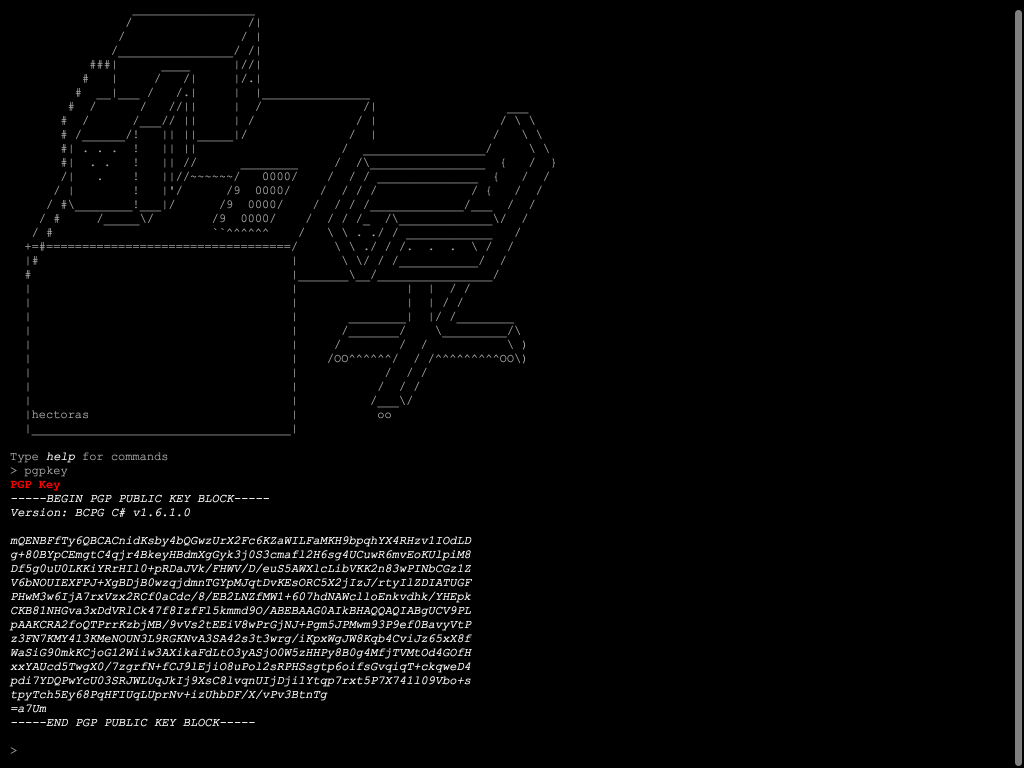 hectoras
Type help for commands
> pgpkey
PGP Key
-----BEGIN PGP PUBLIC KEY BLOCK-----
Version: BCPG C# v1.6.1.0
mQENBFfTy6QBCACnidKsby4bQGwzUrX2Fc6KZaWILFaMKH9bpqhYX4RHzv1IOdLD
g+80BYpCEmgtC4qjr4BkeyHBdmXgGyk3j0S3cmafl2H6sg4UCuwR6mvEoKUlpiM8
Df5g0uU0LKKiYRrHIl0+pRDaJVk/FHWV/D/euS5AWXlcLibVKK2n83wPINbCGz1Z
V6bNOUIEXFPJ+XgBDjB0wzqjdmnTGYpMJqtDvKEsORC5X2jIzJ/rtyIlZDIATUGF
PHwM3w6IjA7rxVzx2RCf0aCdc/8/EB2LNZfMW1+607hdNAWclloEnkvdhk/YHEpk
CKB81NHGva3xDdVRlCk47f8IzfFl5kmmd9O/ABEBAAG0AIkBHAQQAQIABgUCV9PL
pAAKCRA2foQTPrrKzbjMB/9vVs2tEEiV8wPrGjNJ+Pgm5JPMwm93P9ef0BavyVtP
z3FN7KMY413KMeNOUN3L9RGKNvA3SA42s3t3wrg/iKpxWgJW8Kqb4CviJz65xX8f
WaSiG90mkKCjoG12Wiiw3AXikaFdLtO3yASjO0W5zHHPy8B0g4MfjTVMtOd4GOfH
xxYAUcd5TwgX0/7zgrfN+fCJ9lEjiO8uPol2sRPHSsgtp6oifsGvqiqT+ckqweD4
pdi7YDQPwYcU03SRJWLUqJkIj9XsC8lvqnUIjDji1Ytqp7rxt5P7X741l09Vbo+s
tpyTch5Ey68PqHFIUqLUprNv+izUhbDF/X/vPv3BtnTg
=a7Um
-----END PGP PUBLIC KEY BLOCK-----
>